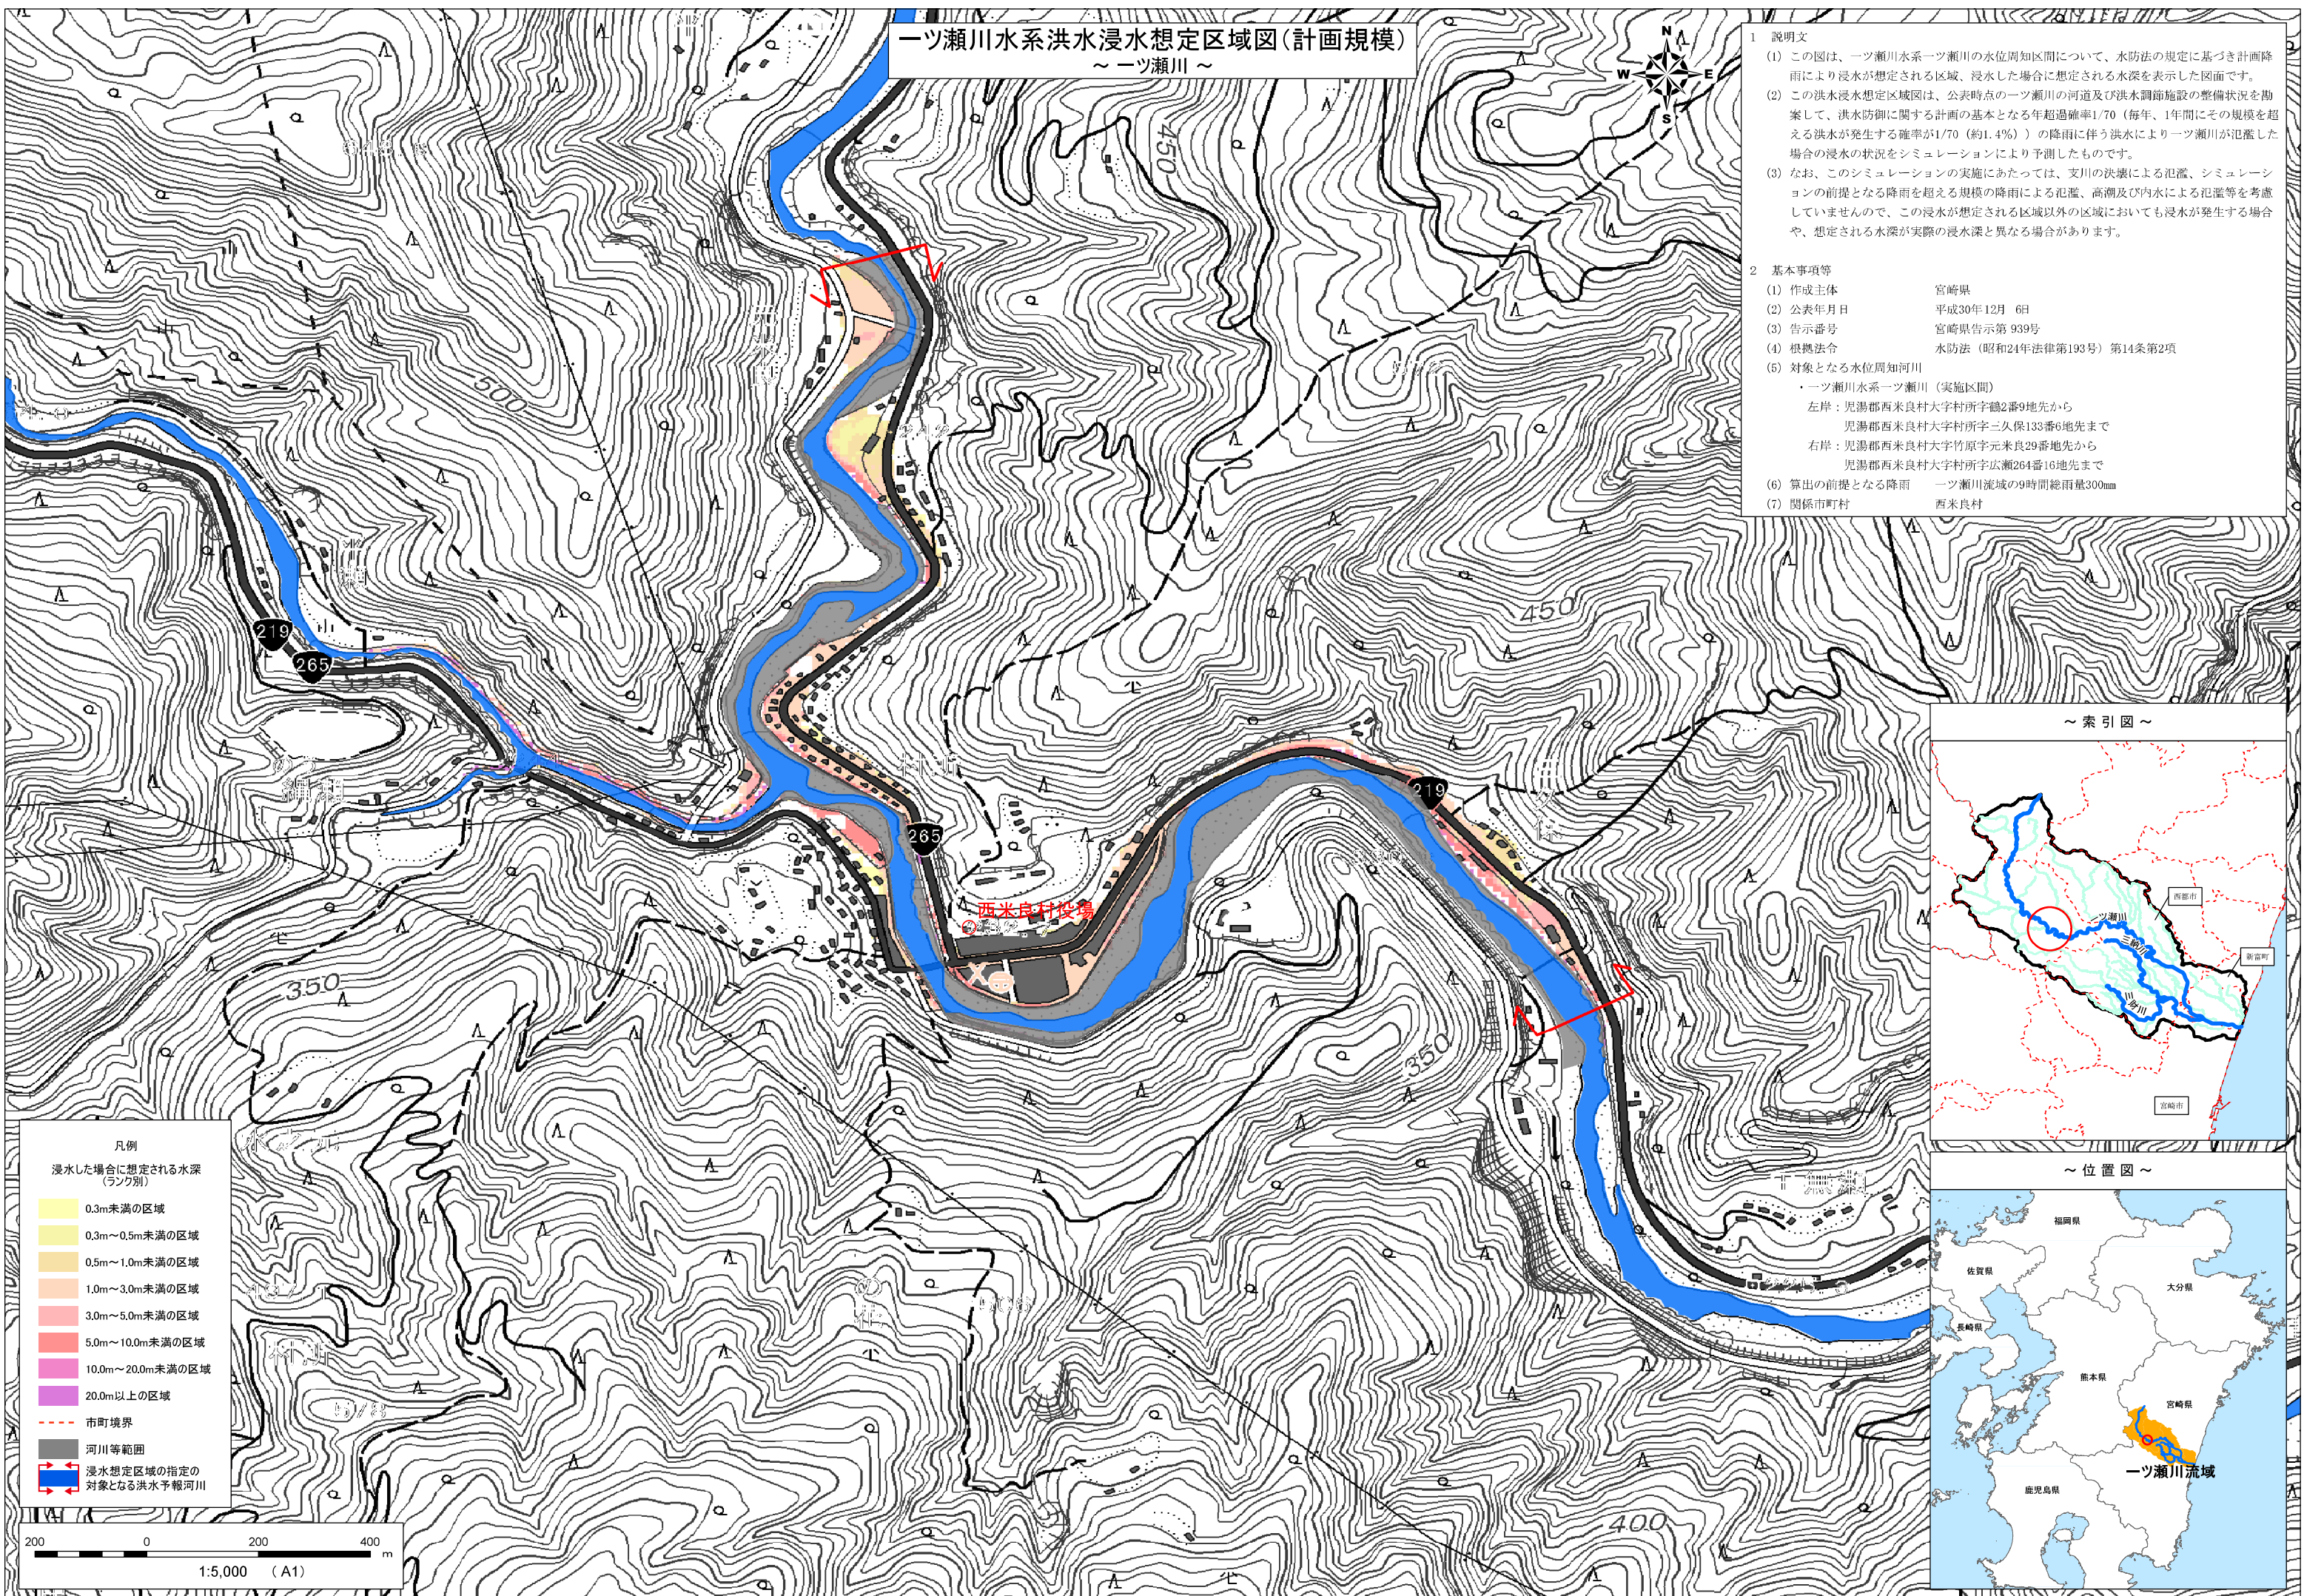 一ツ瀬川水系洪水浸水想定区域図(計画規模)
～ 一ツ瀬川 ～
N
W
E
S
1 説明文
(1) この図は、一ツ瀬川水系一ツ瀬川の水位周知区間について、水防法の規定に基づき計画降
雨により浸水が想定される区域、浸水した場合に想定される水深を表示した図面です。
(2) この洪水浸水想定区域図は、公表時点の一ツ瀬川の河道及び洪水調節施設の整備状況を勘
案して、洪水防御に関する計画の基本となる年超過確率1/70（毎年、1年間にその規模を超
える洪水が発生する確率が1/70（約1.4%））の降雨に伴う洪水により一ツ瀬川が氾濫した
場合の浸水の状況をシミュレーションにより予測したものです。
(3) なお、このシミュレーションの実施にあたっては、支川の決壊による氾濫、シミュレーシ
ョンの前提となる降雨を超える規模の降雨による氾濫、高潮及び内水による氾濫等を考慮
していませんので、この浸水が想定される区域以外の区域においても浸水が発生する場合
や、想定される水深が実際の浸水深と異なる場合があります。
2 基本事項等
(1) 作成主体 宮崎県
(2) 公表年月日 平成30年12月 6日
(3) 告示番号 宮崎県告示第 939号
(4) 根拠法令 水防法（昭和24年法律第193号）第14条第2項
(5) 対象となる水位周知河川
・一ツ瀬川水系一ツ瀬川（実施区間）
左岸：児湯郡西米良村大字村所字鶴2番9地先から
児湯郡西米良村大字村所字三久保133番6地先まで
右岸：児湯郡西米良村大字竹原字元米良29番地先から
児湯郡西米良村大字村所字広瀬264番16地先まで
(6) 算出の前提となる降雨 一ツ瀬川流域の9時間総雨量300mm
(7) 関係市町村 西米良村
450
500
450
219
265
村所
219
265
西米良村役場
350
350
400
～ 索 引 図 ～
西都市
一ツ瀬川
三納川
新富町
三財川
宮崎市
～ 位 置 図 ～
福岡県
佐賀県
大分県
長崎県
熊本県
宮崎県
一ツ瀬川流域
鹿児島県
凡例
浸水した場合に想定される水深
(ランク別)
0.3m未満の区域
0.3m～0.5m未満の区域
0.5m～1.0m未満の区域
1.0m～3.0m未満の区域
3.0m～5.0m未満の区域
5.0m～10.0m未満の区域
10.0m～20.0m未満の区域
20.0m以上の区域
市町境界
河川等範囲
浸水想定区域の指定の
対象となる洪水予報河川
200 0 200 400
m
1:5,000 （A1）